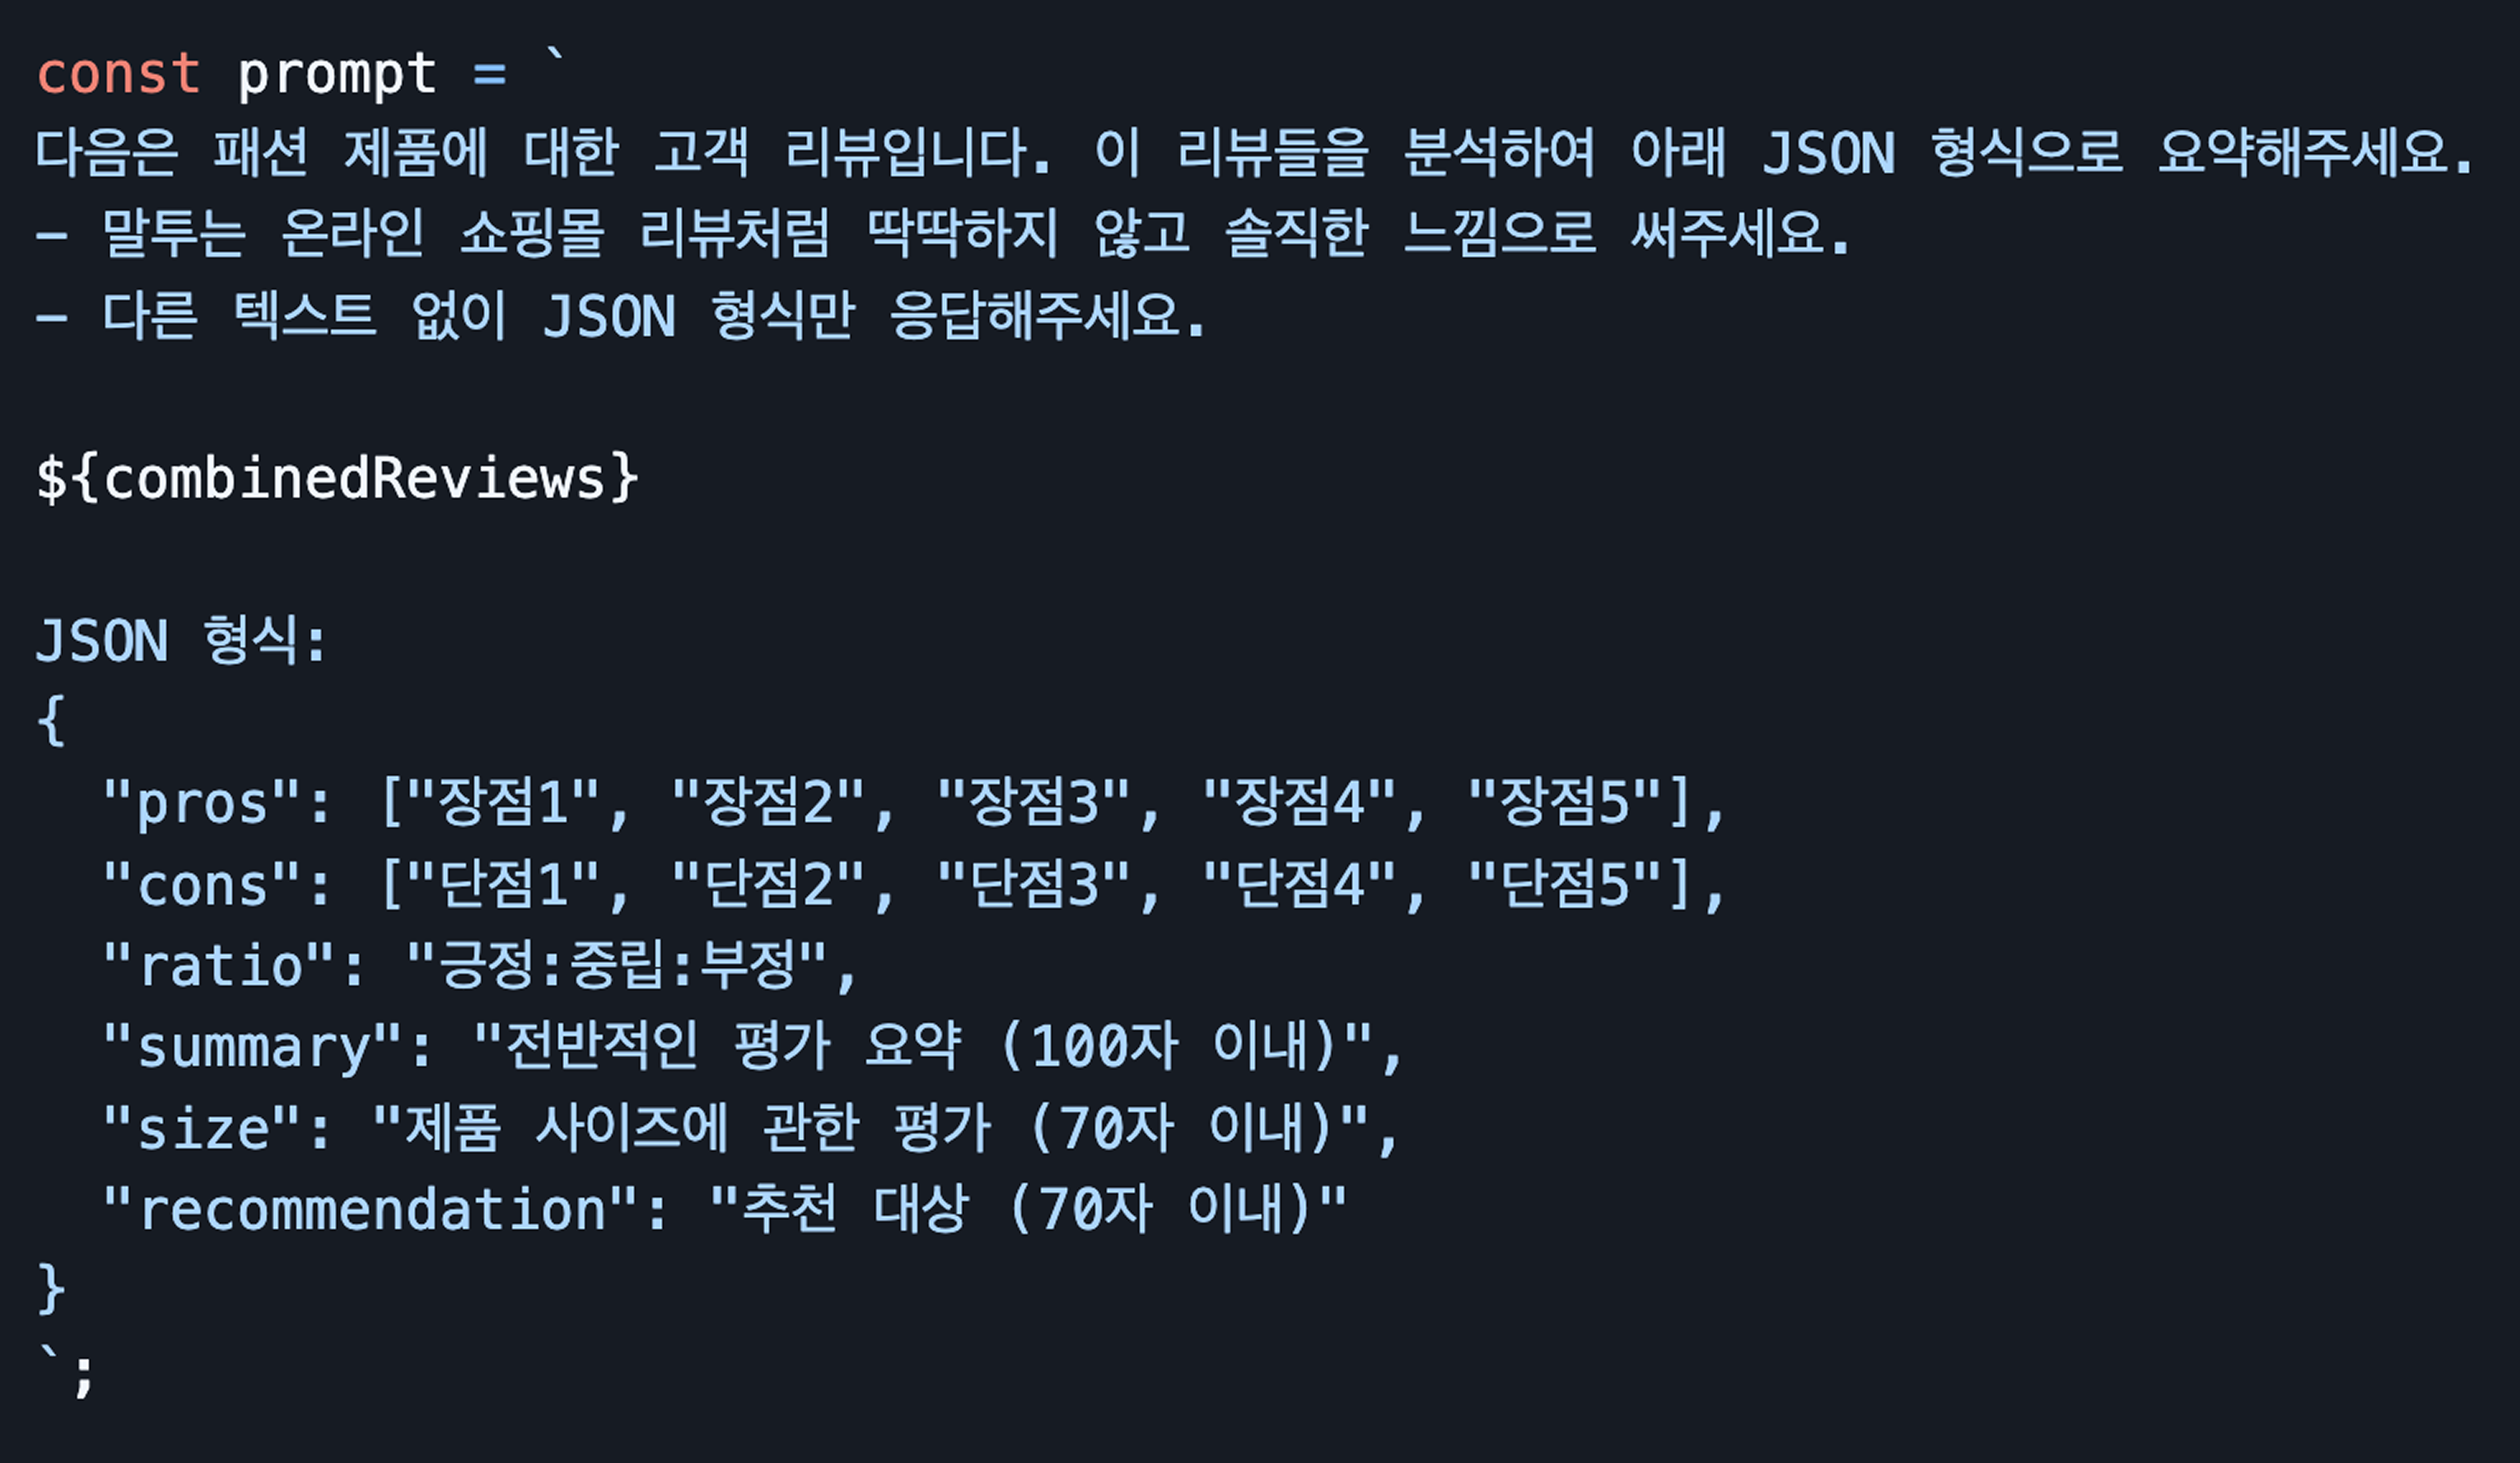 const prompt = `
다음은 패션 제품에 대한 고객 리뷰입니다. 이 리뷰들을 분석하여 아래 JSON 형식으로 요약해주세요.
- 말투는 온라인 쇼핑몰 리뷰처럼 딱딱하지 않고 솔직한 느낌으로 써주세요.
- 다른 텍스트 없이 JSON 형식만 응답해주세요.

${combinedReviews}

JSON 형식:
{
  "pros": ["장점1", "장점2", "장점3", "장점4", "장점5"],
  "cons": ["단점1", "단점2", "단점3", "단점4", "단점5"],
  "ratio": "긍정:중립:부정",
  "summary": "전반적인 평가 요약 (100자 이내)",
  "size": "제품 사이즈에 관한 평가 (70자 이내)",
  "recommendation": "추천 대상 (70자 이내)"
}
`;